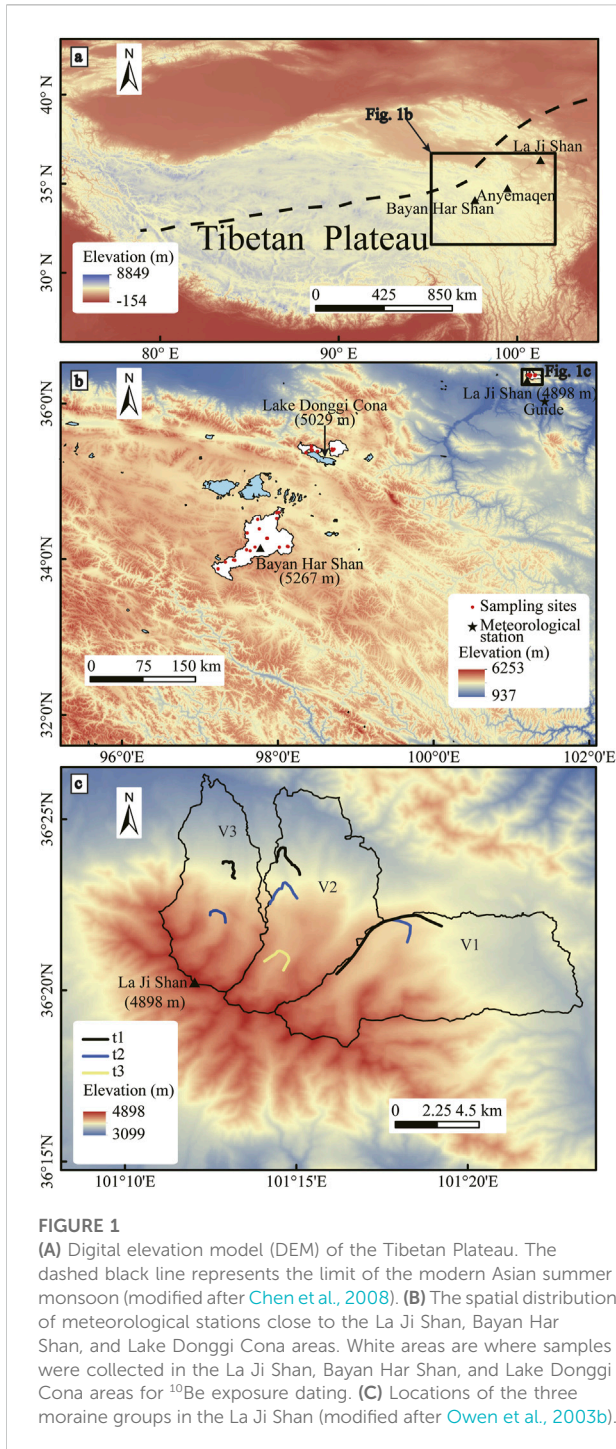 a
N
40° N
35° N
30° N
Fig. 1b
La Ji Shan
Anyemaqen
Bayan Har Shan
Tibetan Plateau
Elevation (m)
8849
-154
0 425 850 km
80° E 90° E 100° E
b
N
36°0'N
34°0'N
32°0'N
Fig. 1c
La Ji Shan (4898 m)
Guide
Lake Donggi Cona
(5029 m)
Bayan Har Shan
(5267 m)
Sampling sites
Meteorological
station
Elevation (m)
6253
937
0 75 150 km
96°0'E 98°0'E 100°0'E 102°0'E
c
N
36°25'N
36°20'N
36°15'N
V3
V2
V1
La Ji Shan
(4898 m)
t1
t2
t3
Elevation (m)
4898
3099
0 2.25 4.5 km
101°10'E 101°15'E 101°20'E
FIGURE 1
(A) Digital elevation model (DEM) of the Tibetan Plateau. The
dashed black line represents the limit of the modern Asian summer
monsoon (modified after Chen et al., 2008). (B) The spatial distribution
of meteorological stations close to the La Ji Shan, Bayan Har
Shan, and Lake Donggi Cona areas. White areas are where samples
were collected in the La Ji Shan, Bayan Har Shan, and Lake Donggi
Cona areas for ¹⁰Be exposure dating. (C) Locations of the three
moraine groups in the La Ji Shan (modified after Owen et al., 2003b).